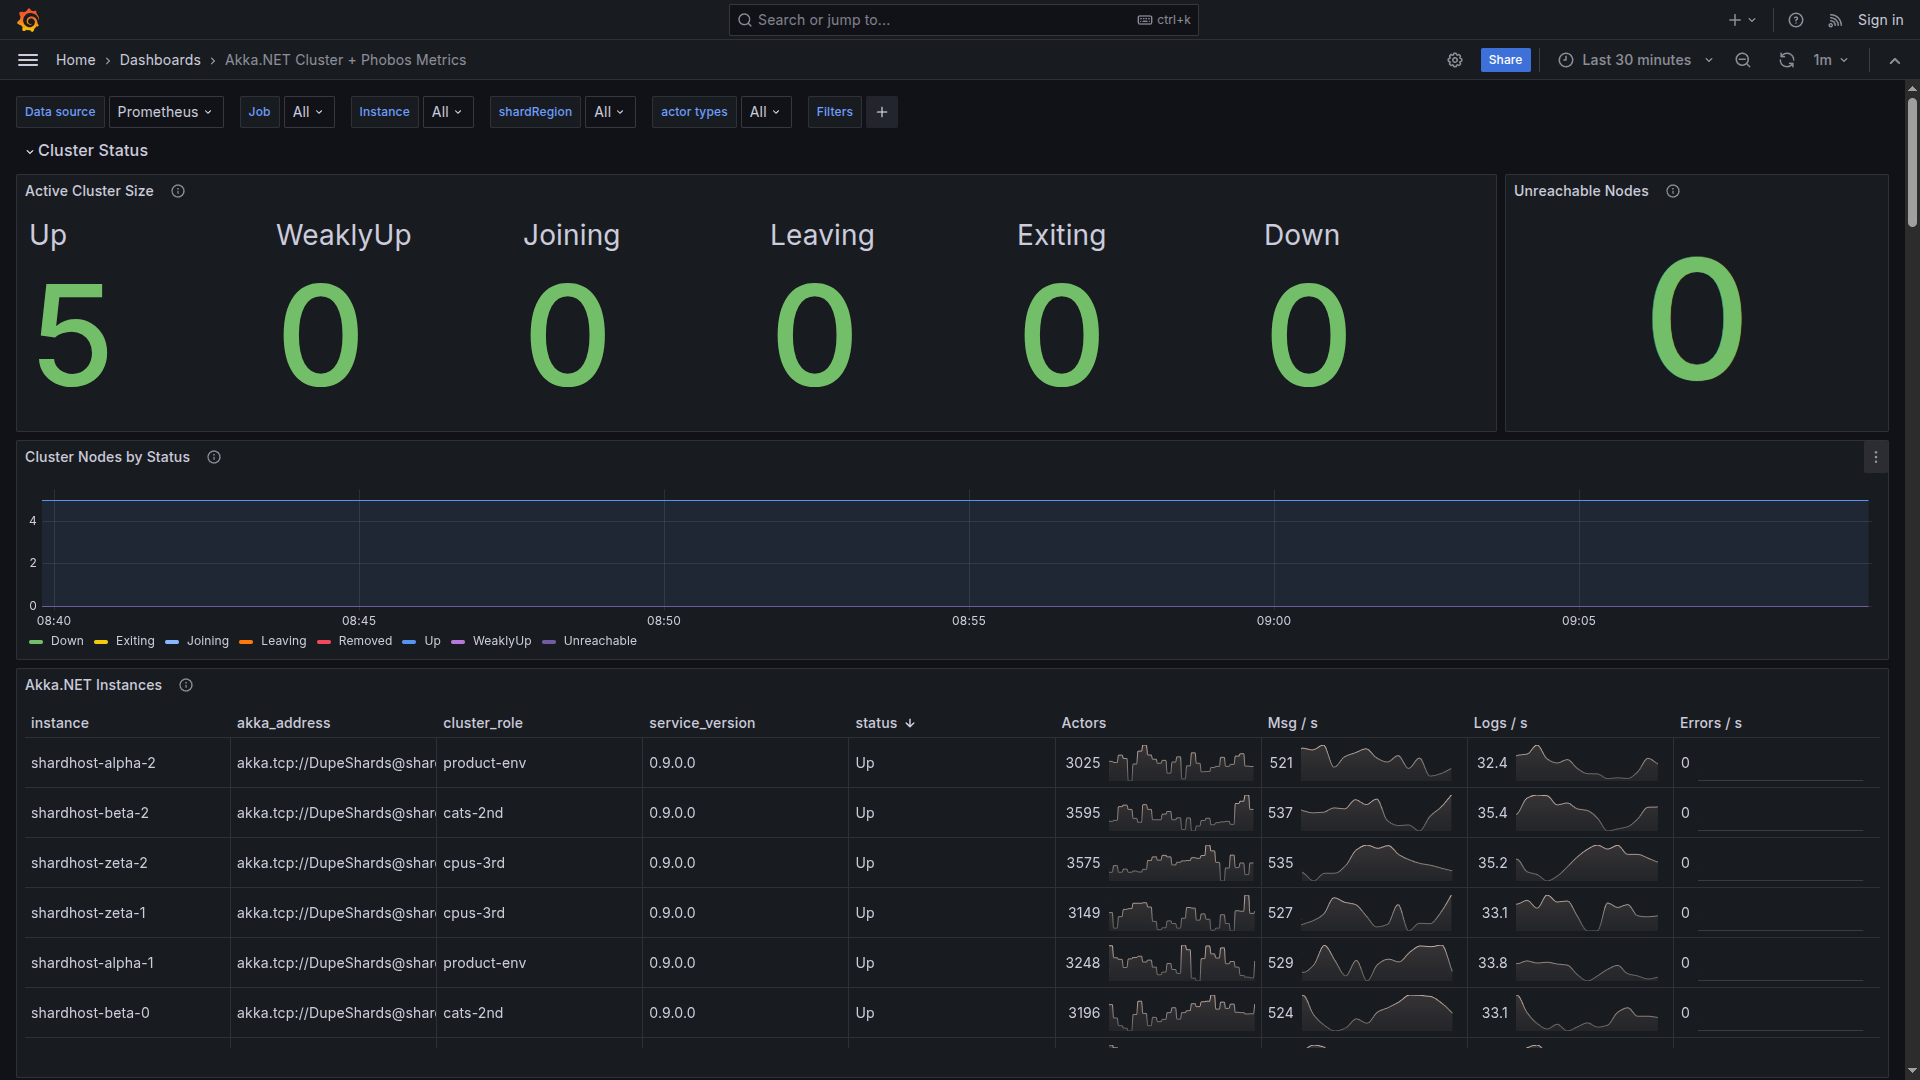 Search or jump to... ctrl+k Sign in
Home › Dashboards › Akka.NET Cluster + Phobos Metrics Share Last 30 minutes 1m
Data source Prometheus Job All Instance All shardRegion All actor types All Filters +
Cluster Status
Active Cluster Size Unreachable Nodes
Up WeaklyUp Joining Leaving Exiting Down
5 0 0 0 0 0 0
Cluster Nodes by Status
4
2
0
08:40 08:45 08:50 08:55 09:00 09:05
Down Exiting Joining Leaving Removed Up WeaklyUp Unreachable
Akka.NET Instances
instance akka_address cluster_role service_version status Actors Msg / s Logs / s Errors / s
shardhost-alpha-2 akka.tcp://DupeShards@shar product-env 0.9.0.0 Up 3025 521 32.4 0
shardhost-beta-2 akka.tcp://DupeShards@shar cats-2nd 0.9.0.0 Up 3595 537 35.4 0
shardhost-zeta-2 akka.tcp://DupeShards@shar cpus-3rd 0.9.0.0 Up 3575 535 35.2 0
shardhost-zeta-1 akka.tcp://DupeShards@shar cpus-3rd 0.9.0.0 Up 3149 527 33.1 0
shardhost-alpha-1 akka.tcp://DupeShards@shar product-env 0.9.0.0 Up 3248 529 33.8 0
shardhost-beta-0 akka.tcp://DupeShards@shar cats-2nd 0.9.0.0 Up 3196 524 33.1 0